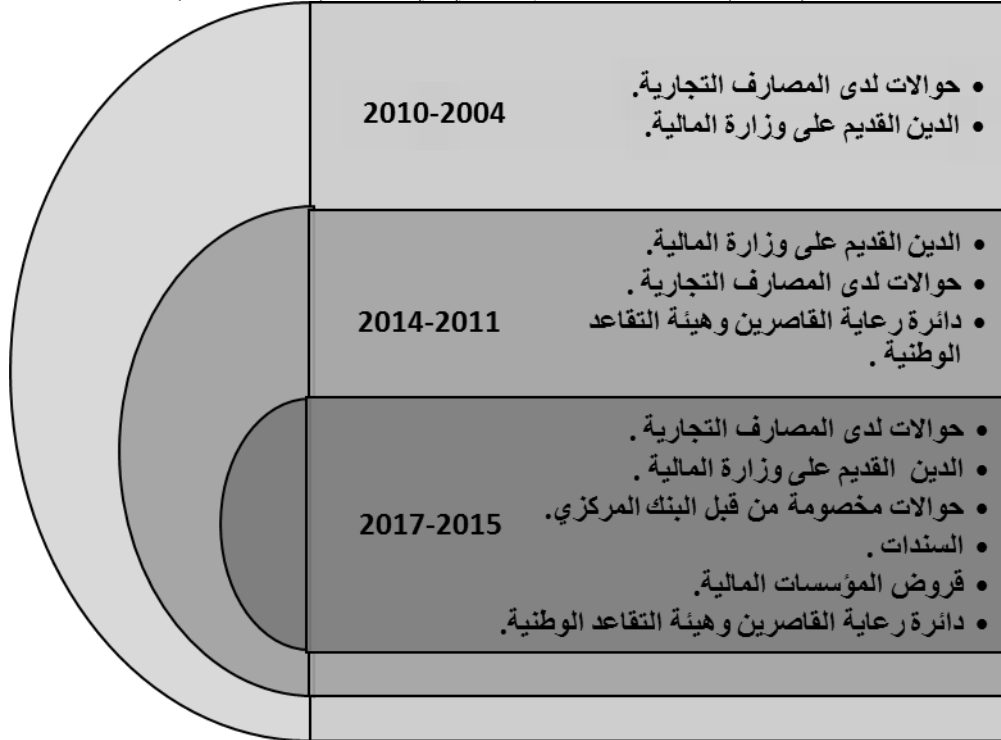 2010-2004
• حوالات لدى المصارف التجارية.
• الدين القديم على وزارة المالية.
2014-2011
• الدين القديم على وزارة المالية.
• حوالات لدى المصارف التجارية .
• دائرة رعاية القاصرين وهيئة التقاعد
الوطنية .
2017-2015
• حوالات لدى المصارف التجارية .
• الدين القديم على وزارة المالية .
• حوالات مخصومة من قبل البنك المركزي.
• السندات .
• قروض المؤسسات المالية.
• دائرة رعاية القاصرين وهيئة التقاعد الوطنية.